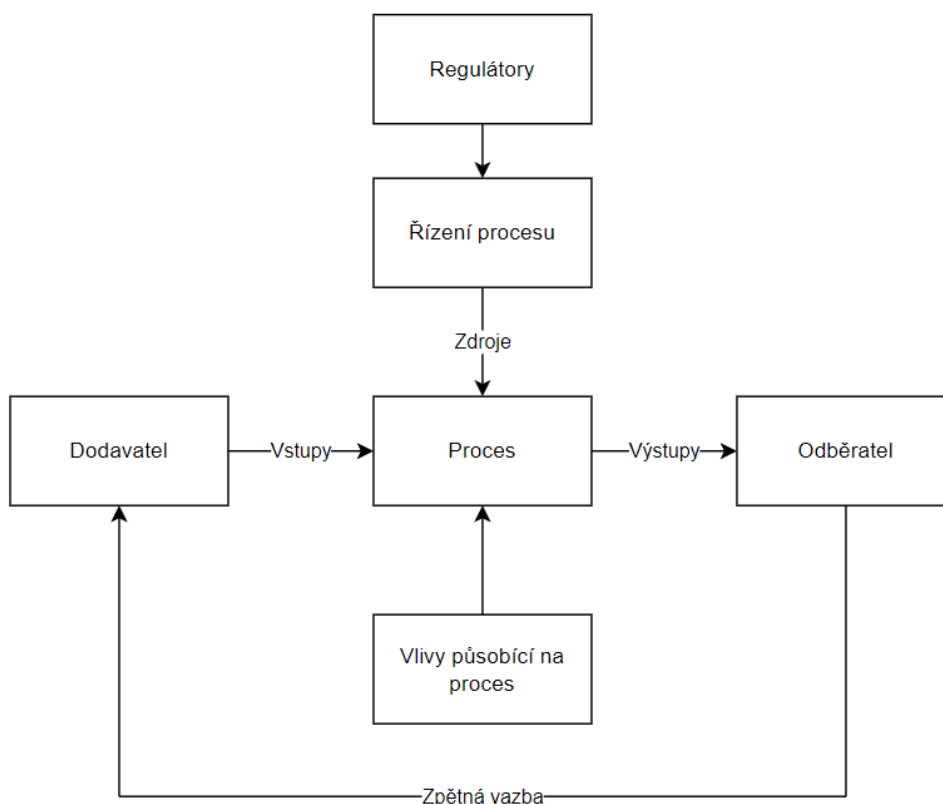 Regulátory
Řízení procesu
Zdroje
Dodavatel
Vstupy
Proces
Výstupy
Odběratel
Vlivy působící na
proces
Zpětná vazba